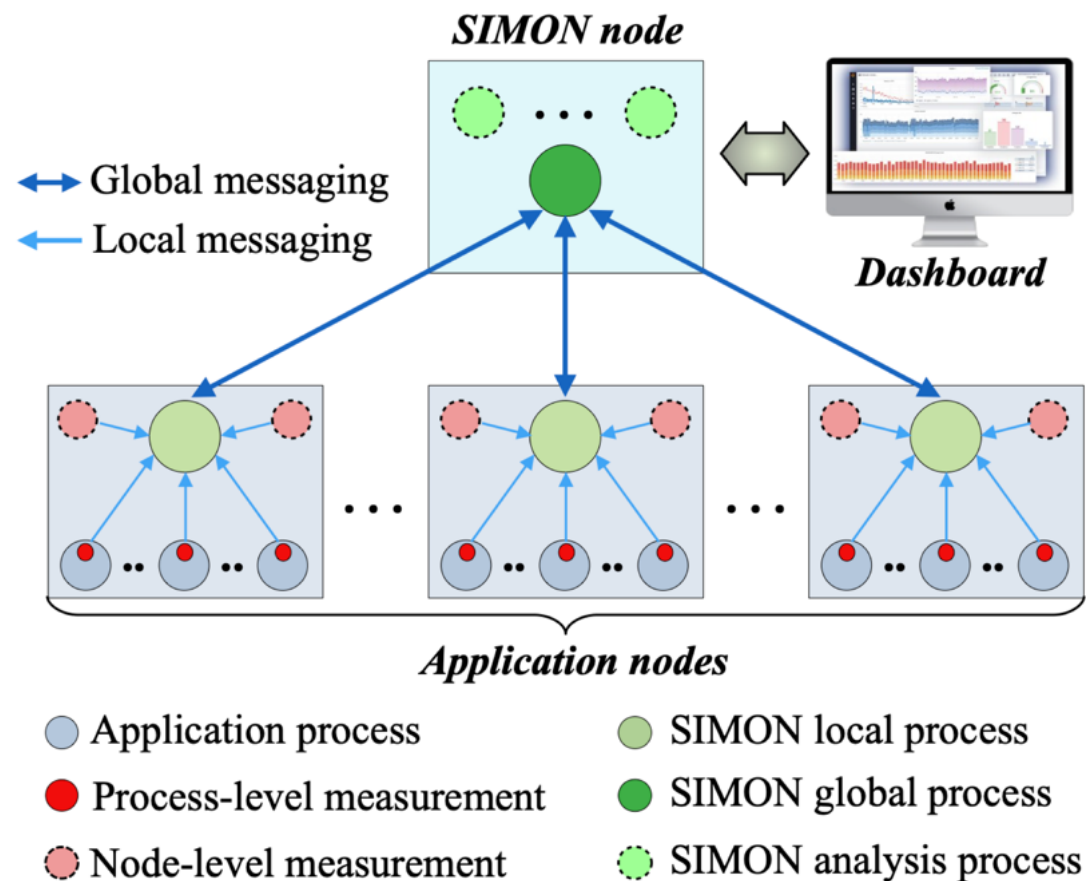 SIMON node
Global messaging
Local messaging
Dashboard
Application nodes
Application process
SIMON local process
Process-level measurement
SIMON global process
Node-level measurement
SIMON analysis process